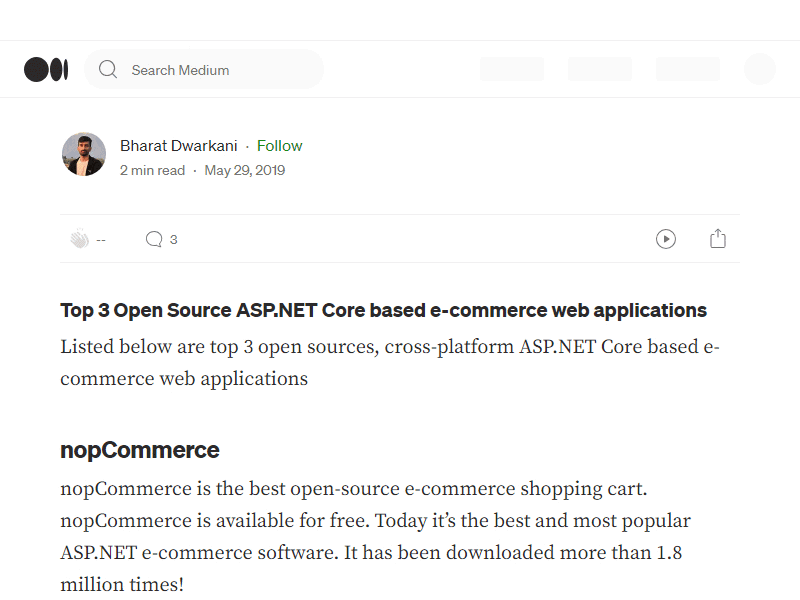 Search Medium
Bharat Dwarkani · Follow
2 min read · May 29, 2019
-- 3
Top 3 Open Source ASP.NET Core based e-commerce web applications
Listed below are top 3 open sources, cross-platform ASP.NET Core based e-
commerce web applications
nopCommerce
nopCommerce is the best open-source e-commerce shopping cart.
nopCommerce is available for free. Today it’s the best and most popular
ASP.NET e-commerce software. It has been downloaded more than 1.8
million times!